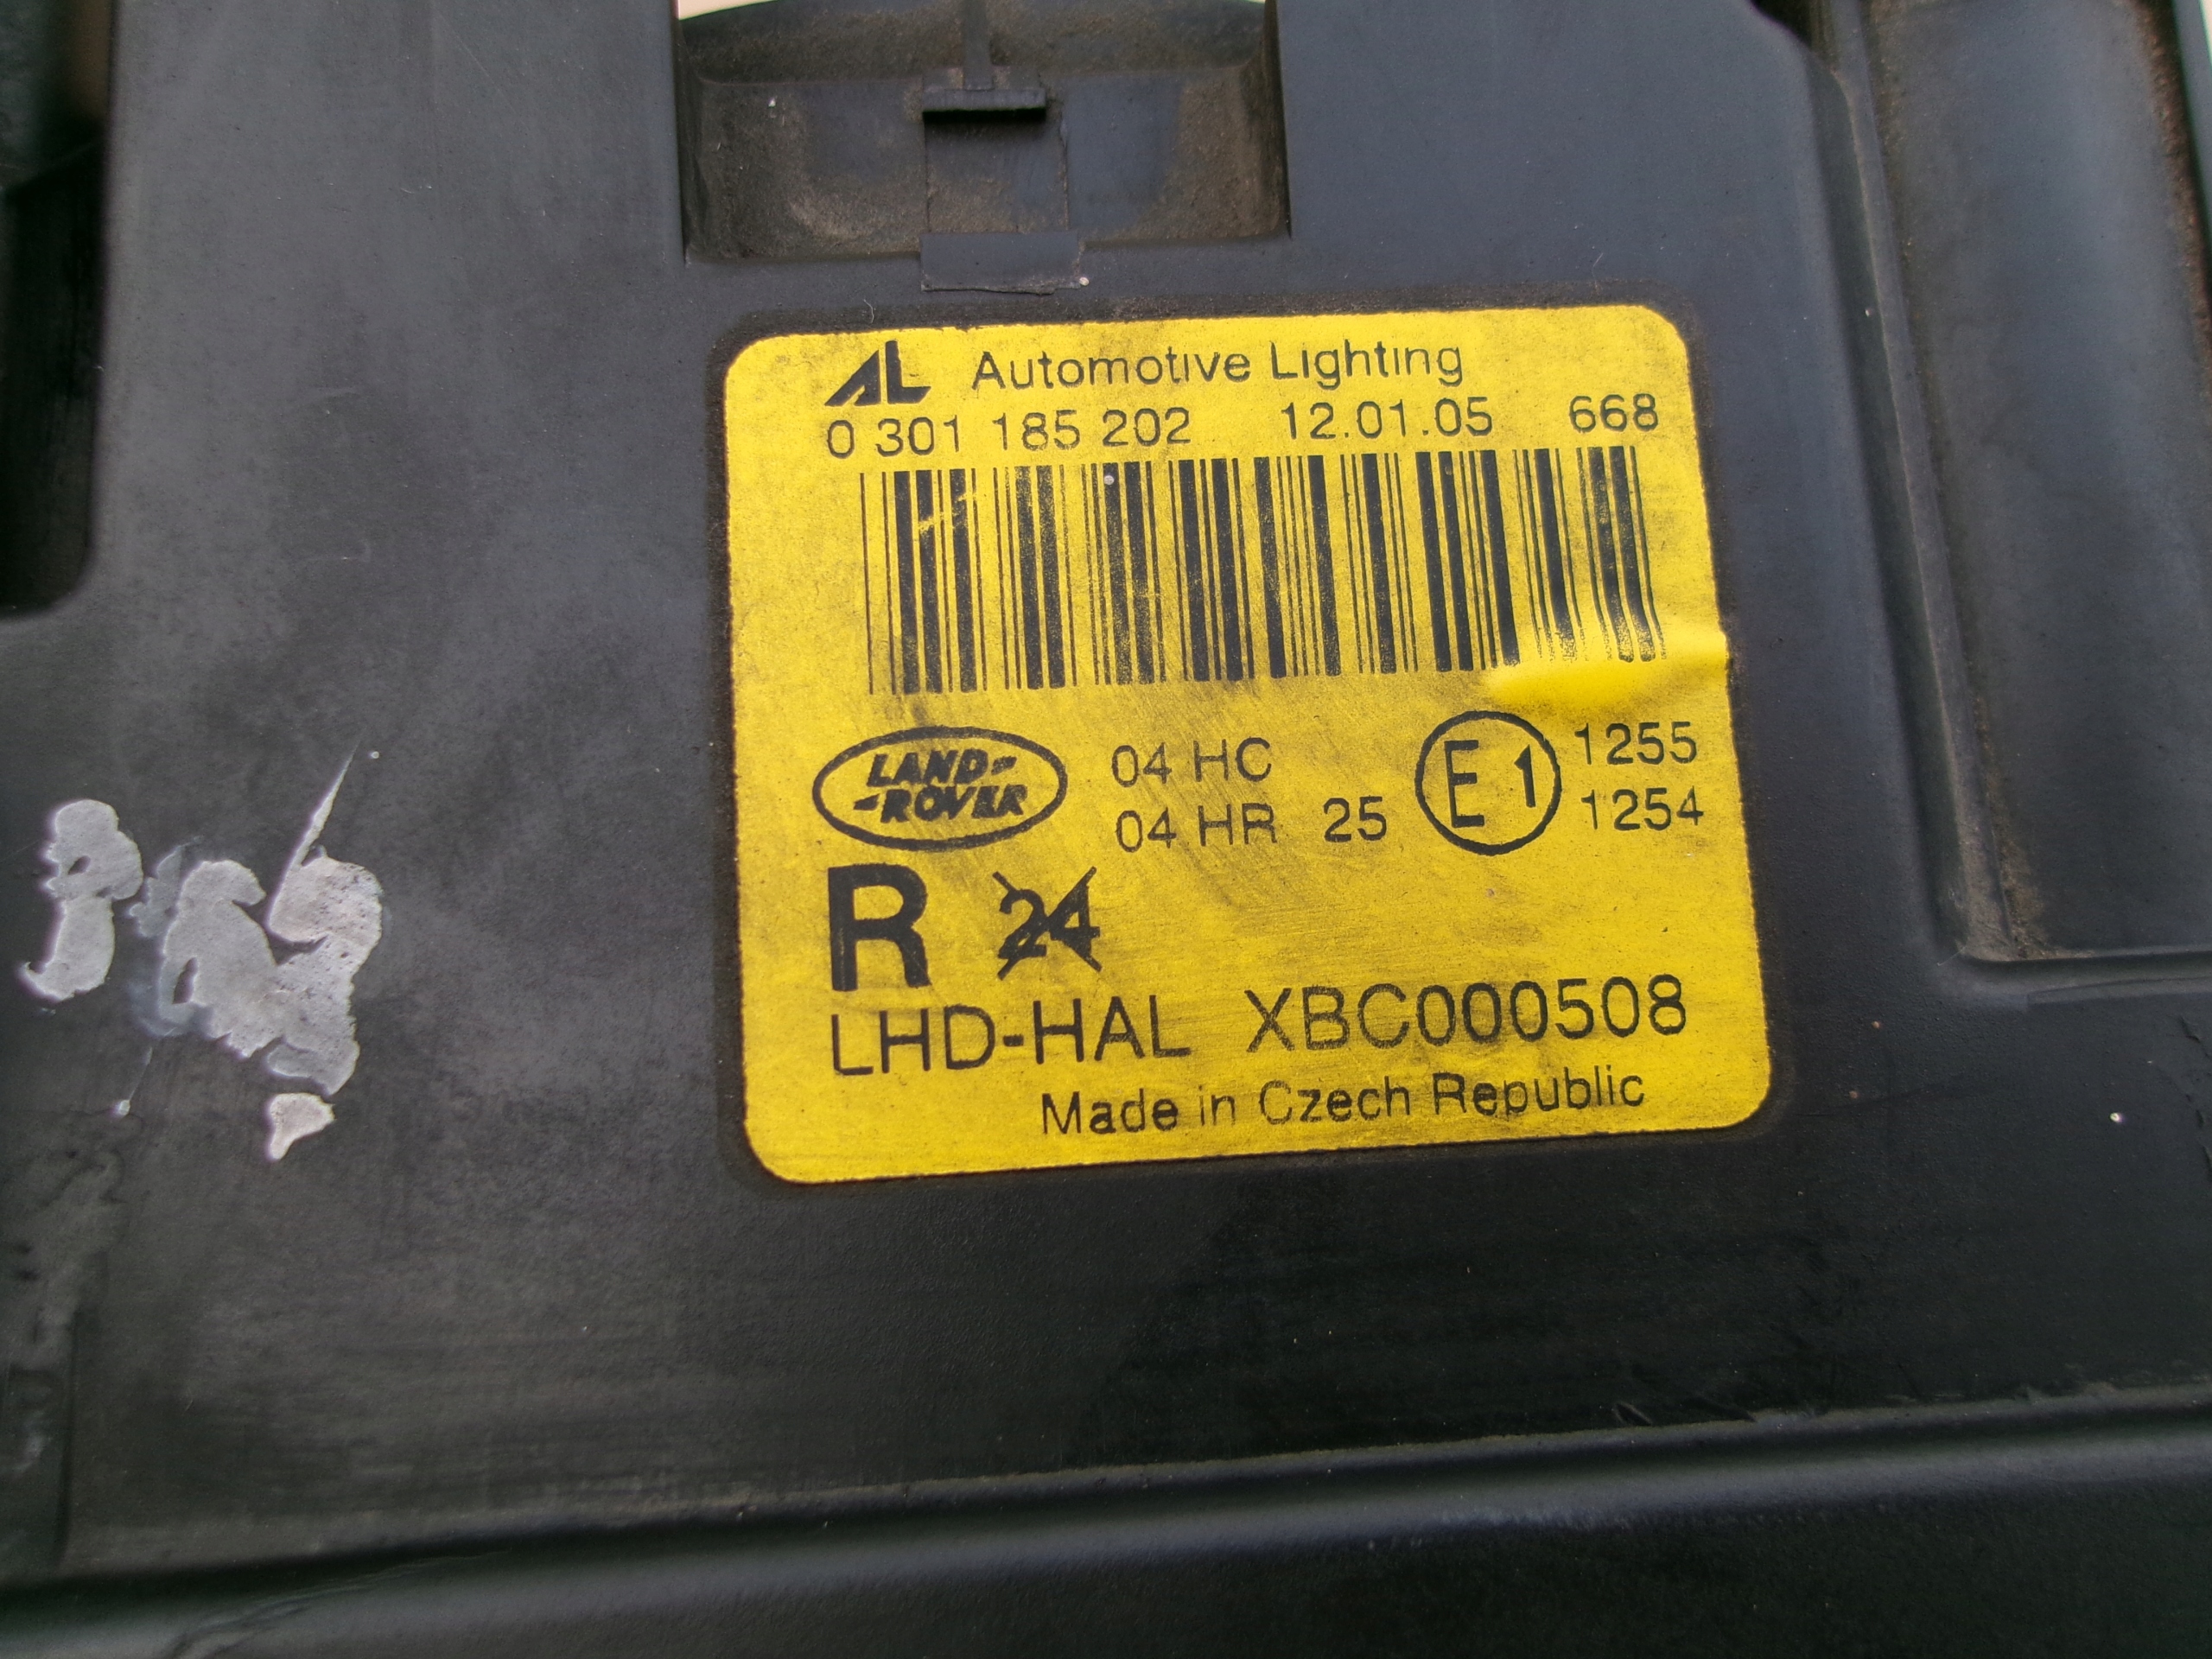 AL Automotive Lighting
0 301 185 202 12.01.05 668
LAND-
-ROVER
04 HC
04 HR 25
E1
1255
1254
R 24
LHD-HAL XBC000508
Made in Czech Republic